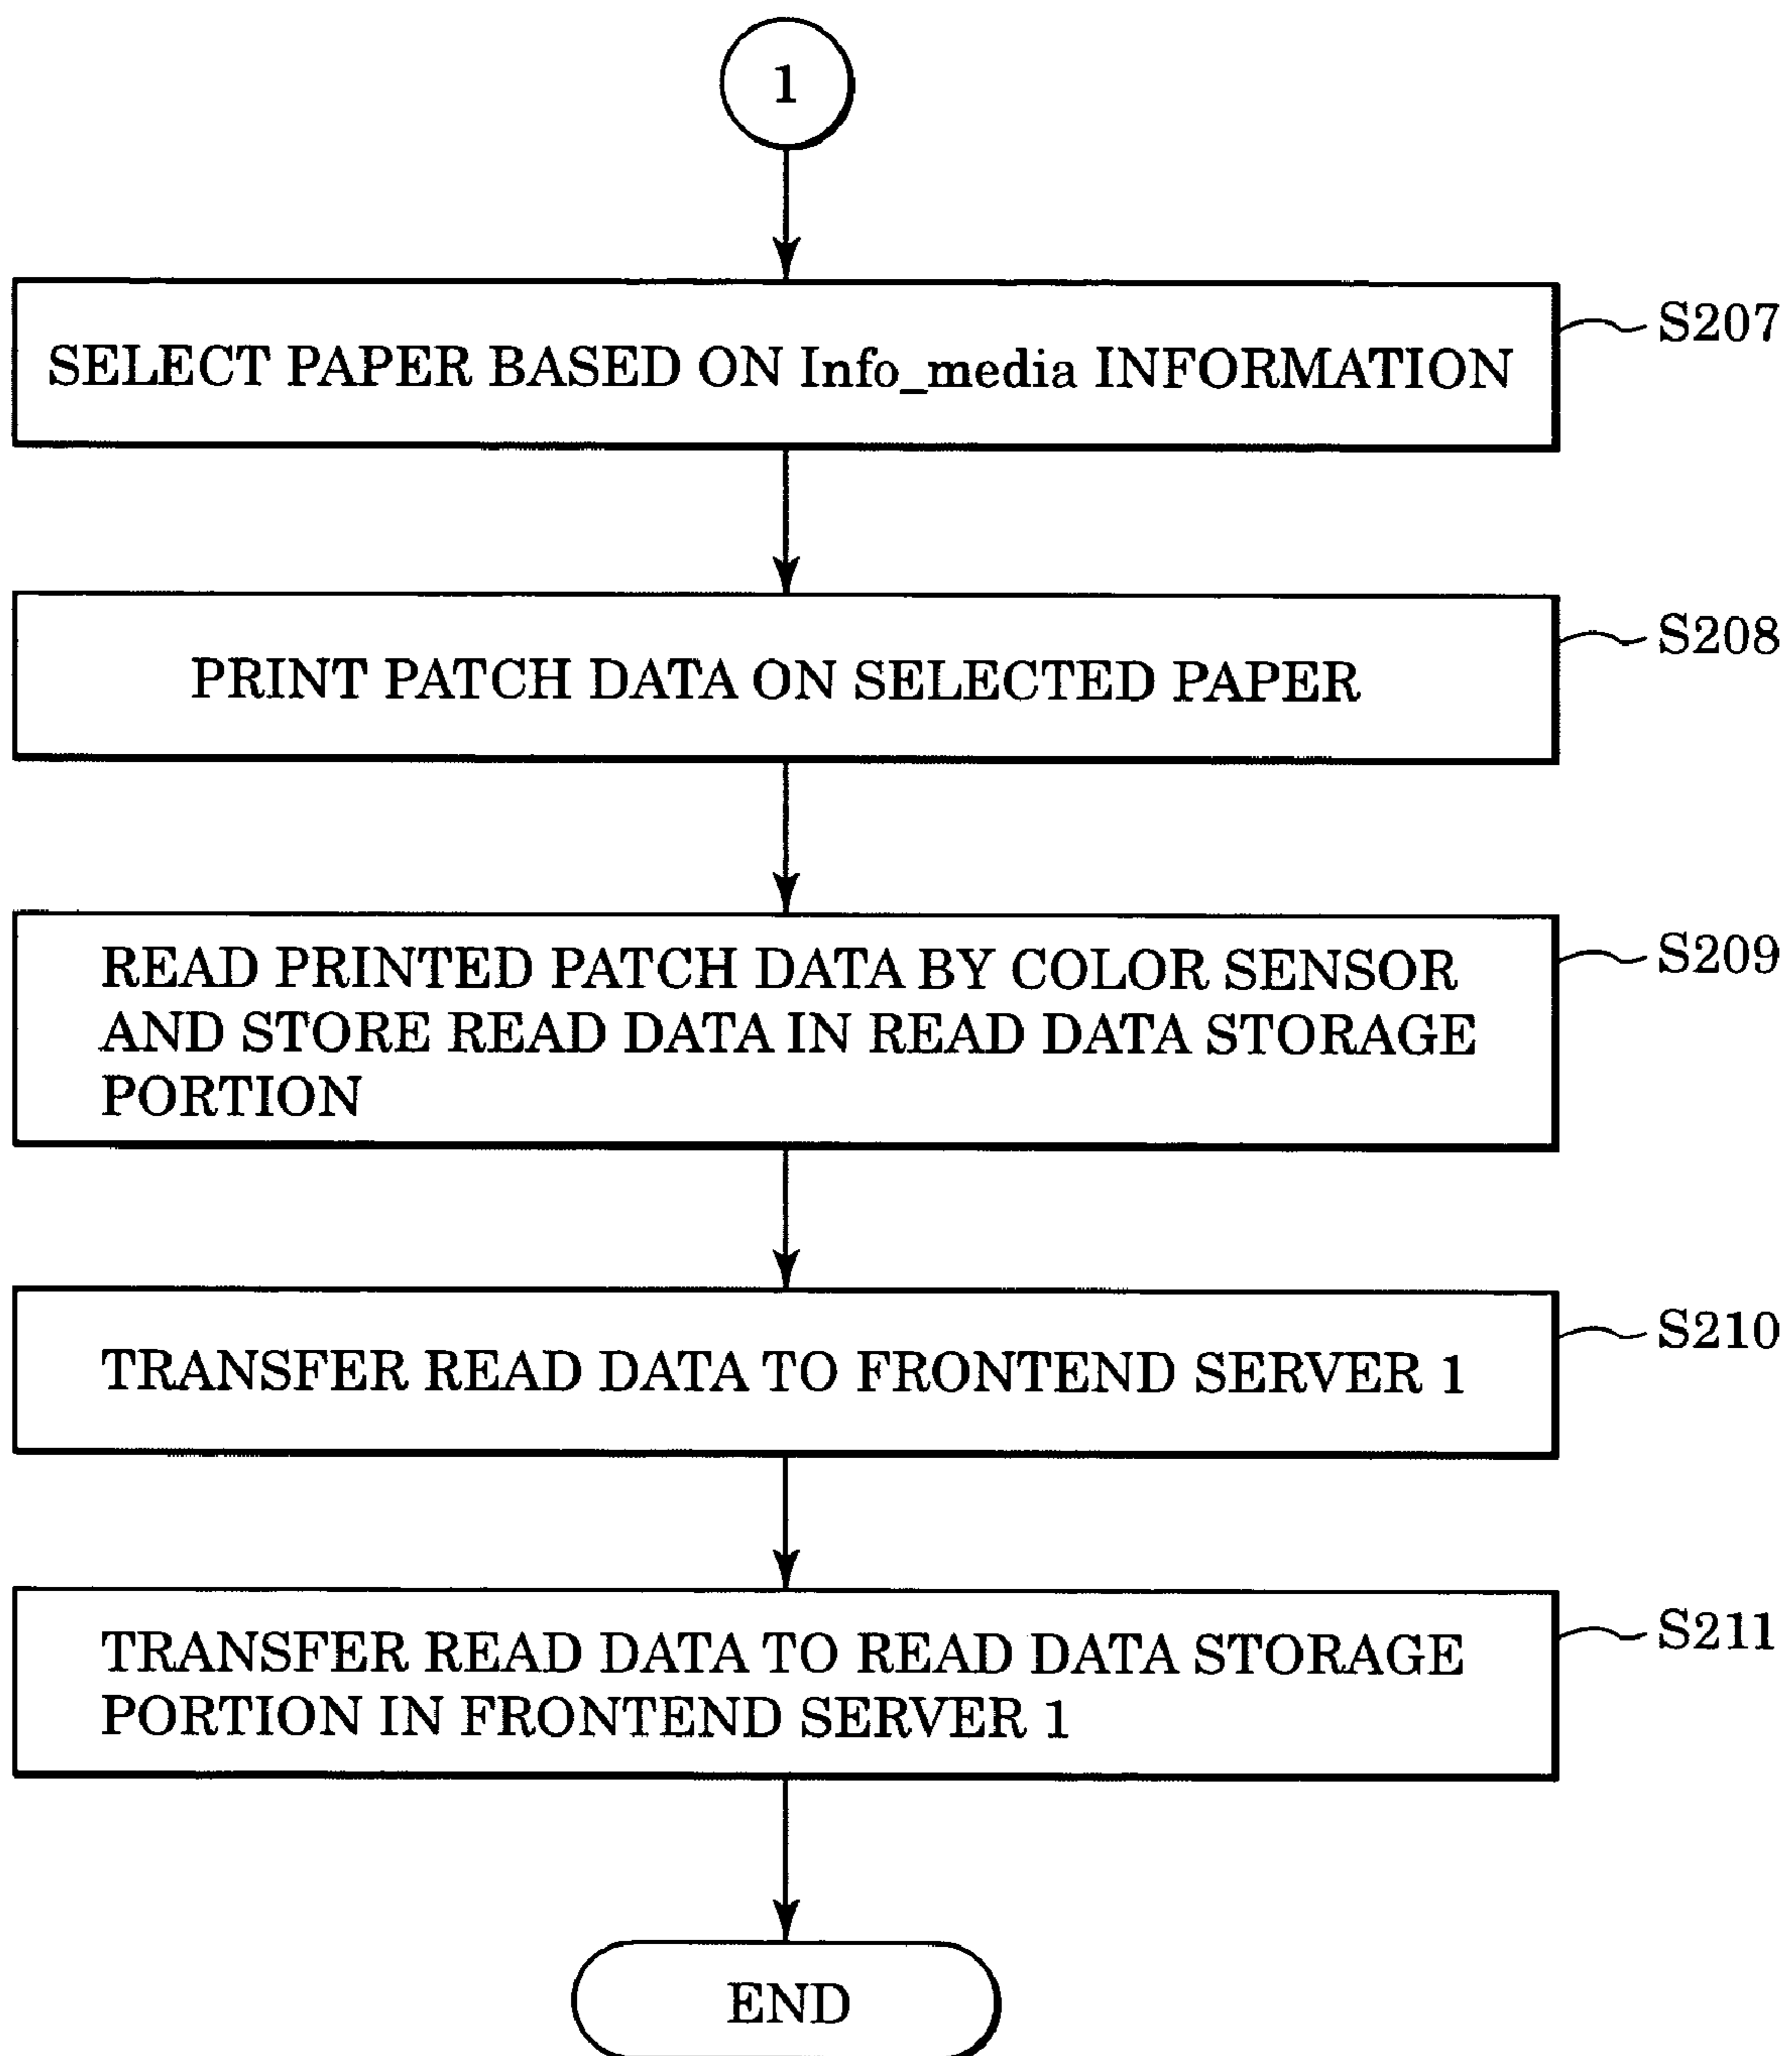 1
SELECT PAPER BASED ON Info_media INFORMATION
S207
PRINT PATCH DATA ON SELECTED PAPER
S208
READ PRINTED PATCH DATA BY COLOR SENSOR
AND STORE READ DATA IN READ DATA STORAGE
PORTION
S209
TRANSFER READ DATA TO FRONTEND SERVER 1
S210
TRANSFER READ DATA TO READ DATA STORAGE
PORTION IN FRONTEND SERVER 1
S211
END